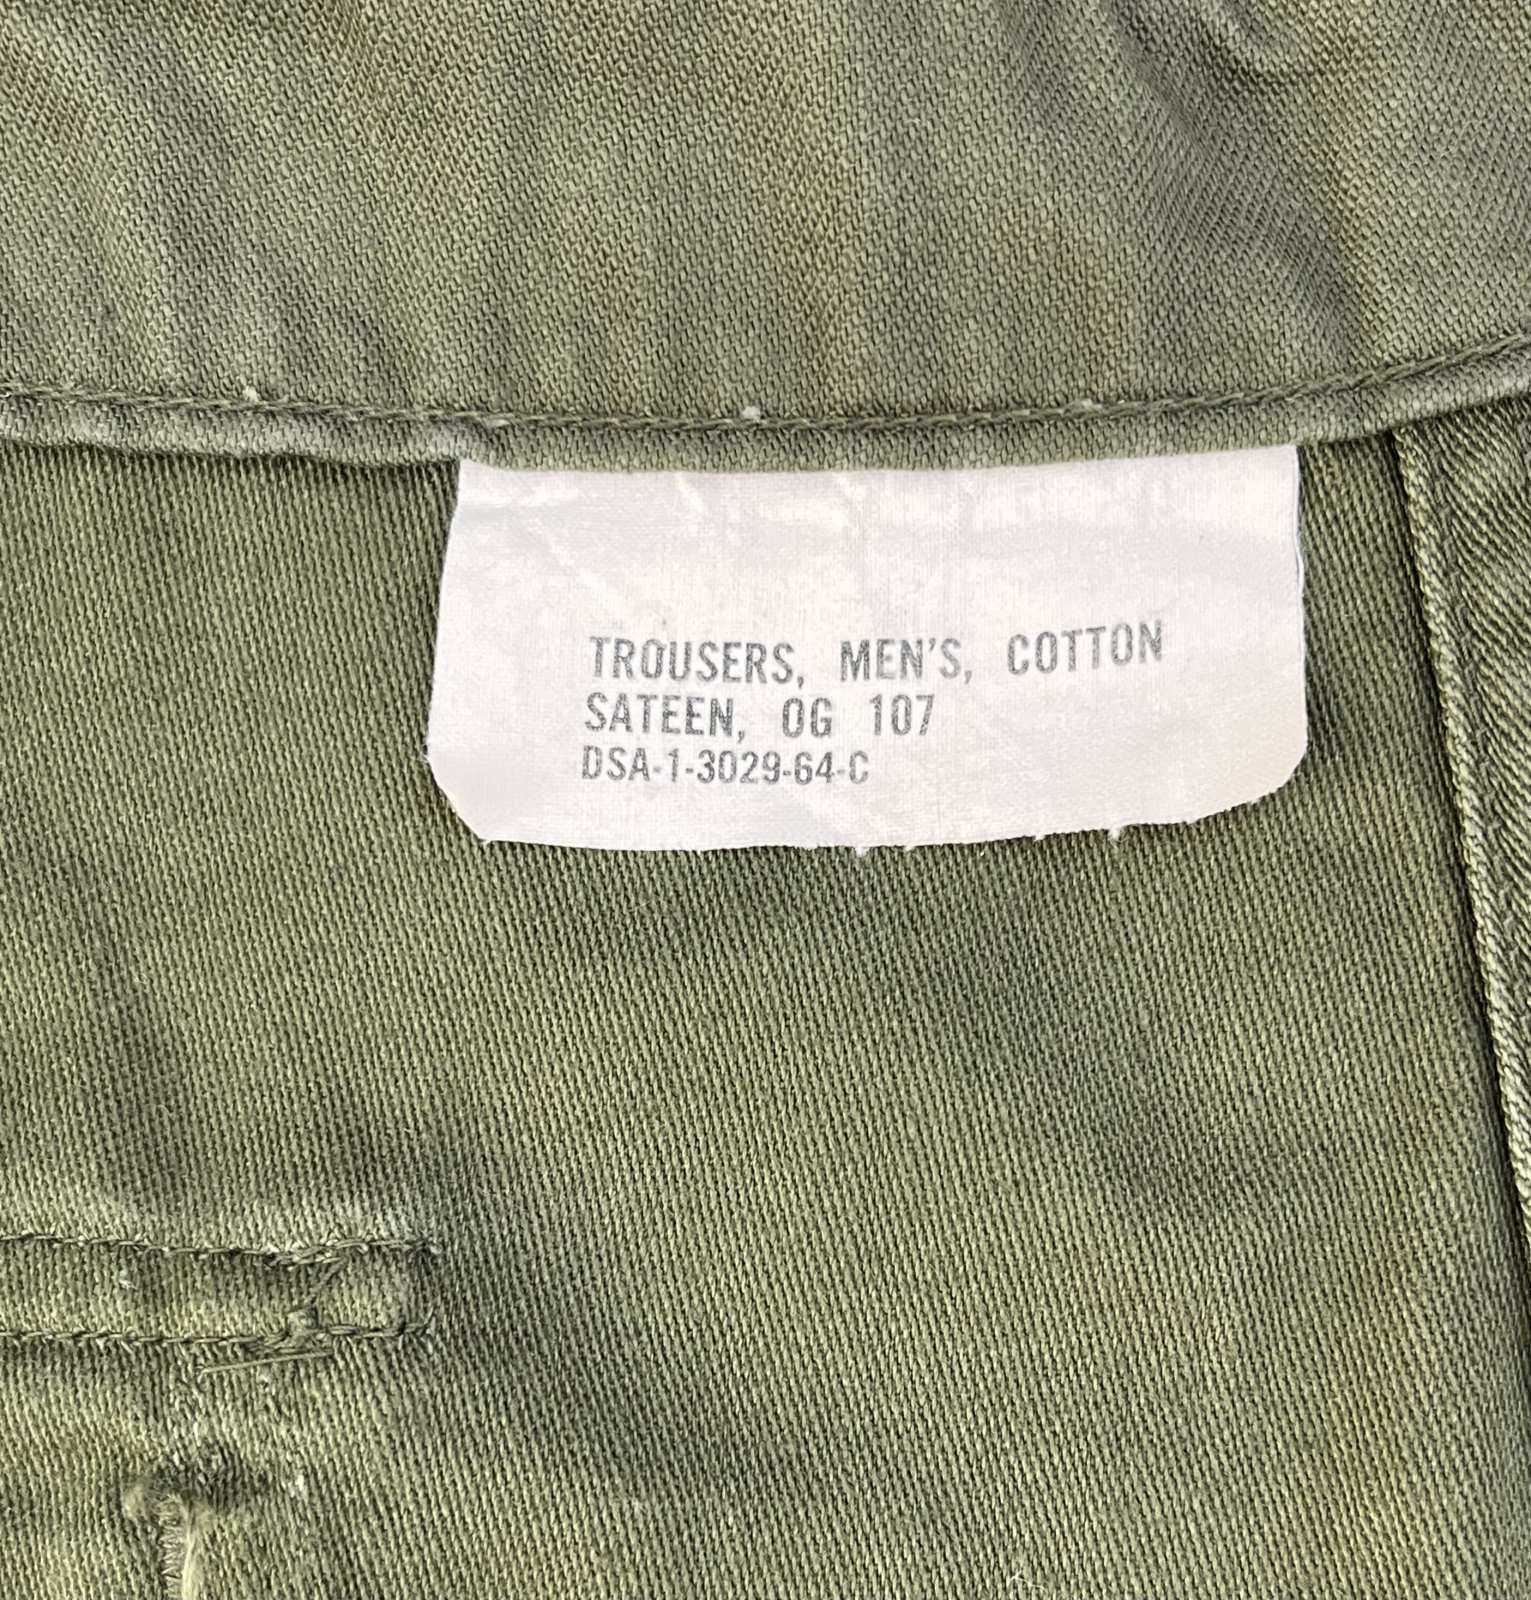 TROUSERS, MEN'S, COTTON
SATEEN, OG 107
DSA-1-3029-64-C